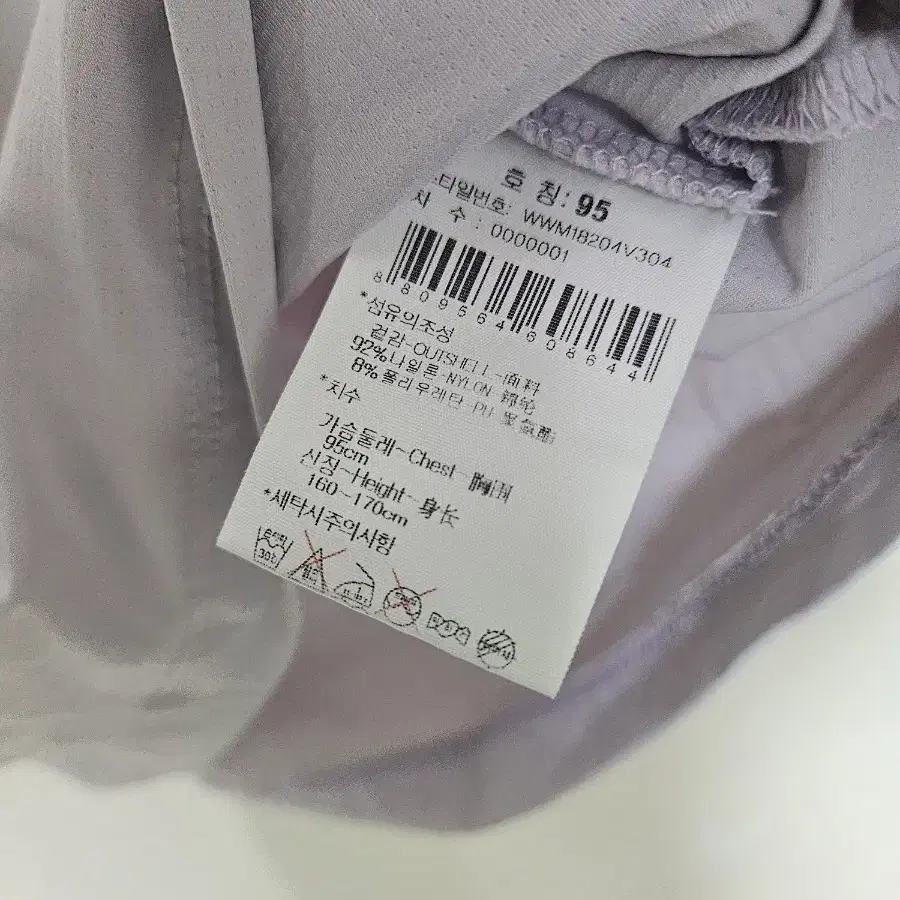 호 칭: 95
스타일번호: WWM18204V304
차 수 : 0000001
8809564608644
*섬유의조성
겉감-OUTSHELL-面料
92%나일론-NYLON-锦纶
8%폴리우레탄-PU-聚氨酯
*치수
가슴둘레-Chest-胸围
95cm
신장-Height-身长
160~170cm
*세탁시주의사항